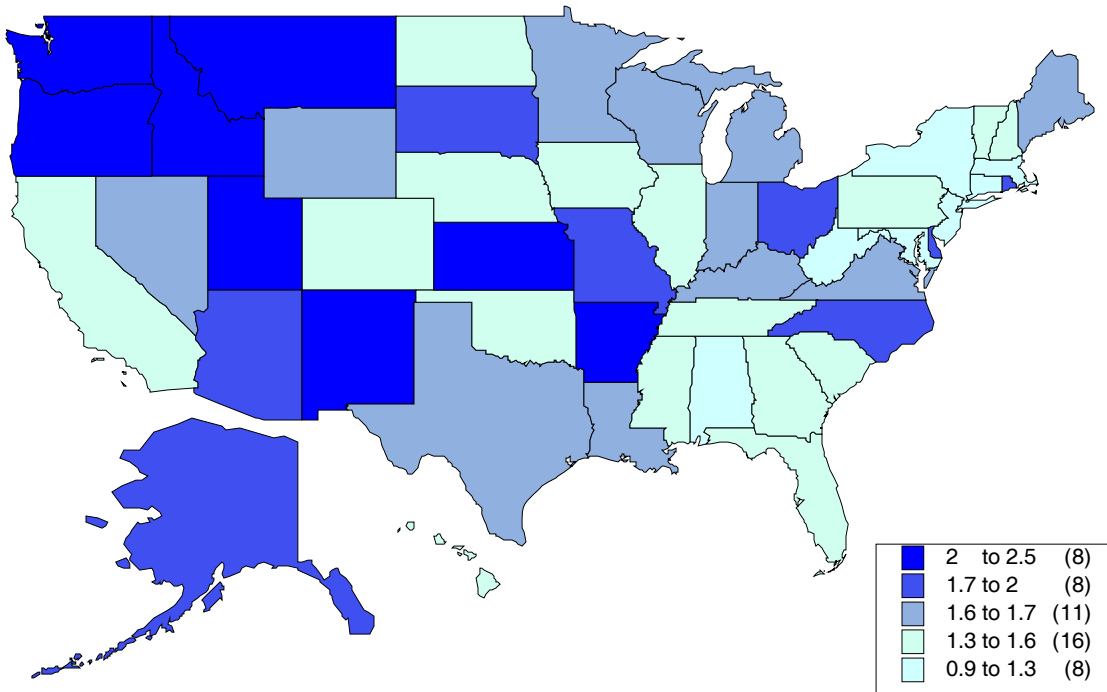 2 to 2.5 (8)
1.7 to 2 (8)
1.6 to 1.7 (11)
1.3 to 1.6 (16)
0.9 to 1.3 (8)